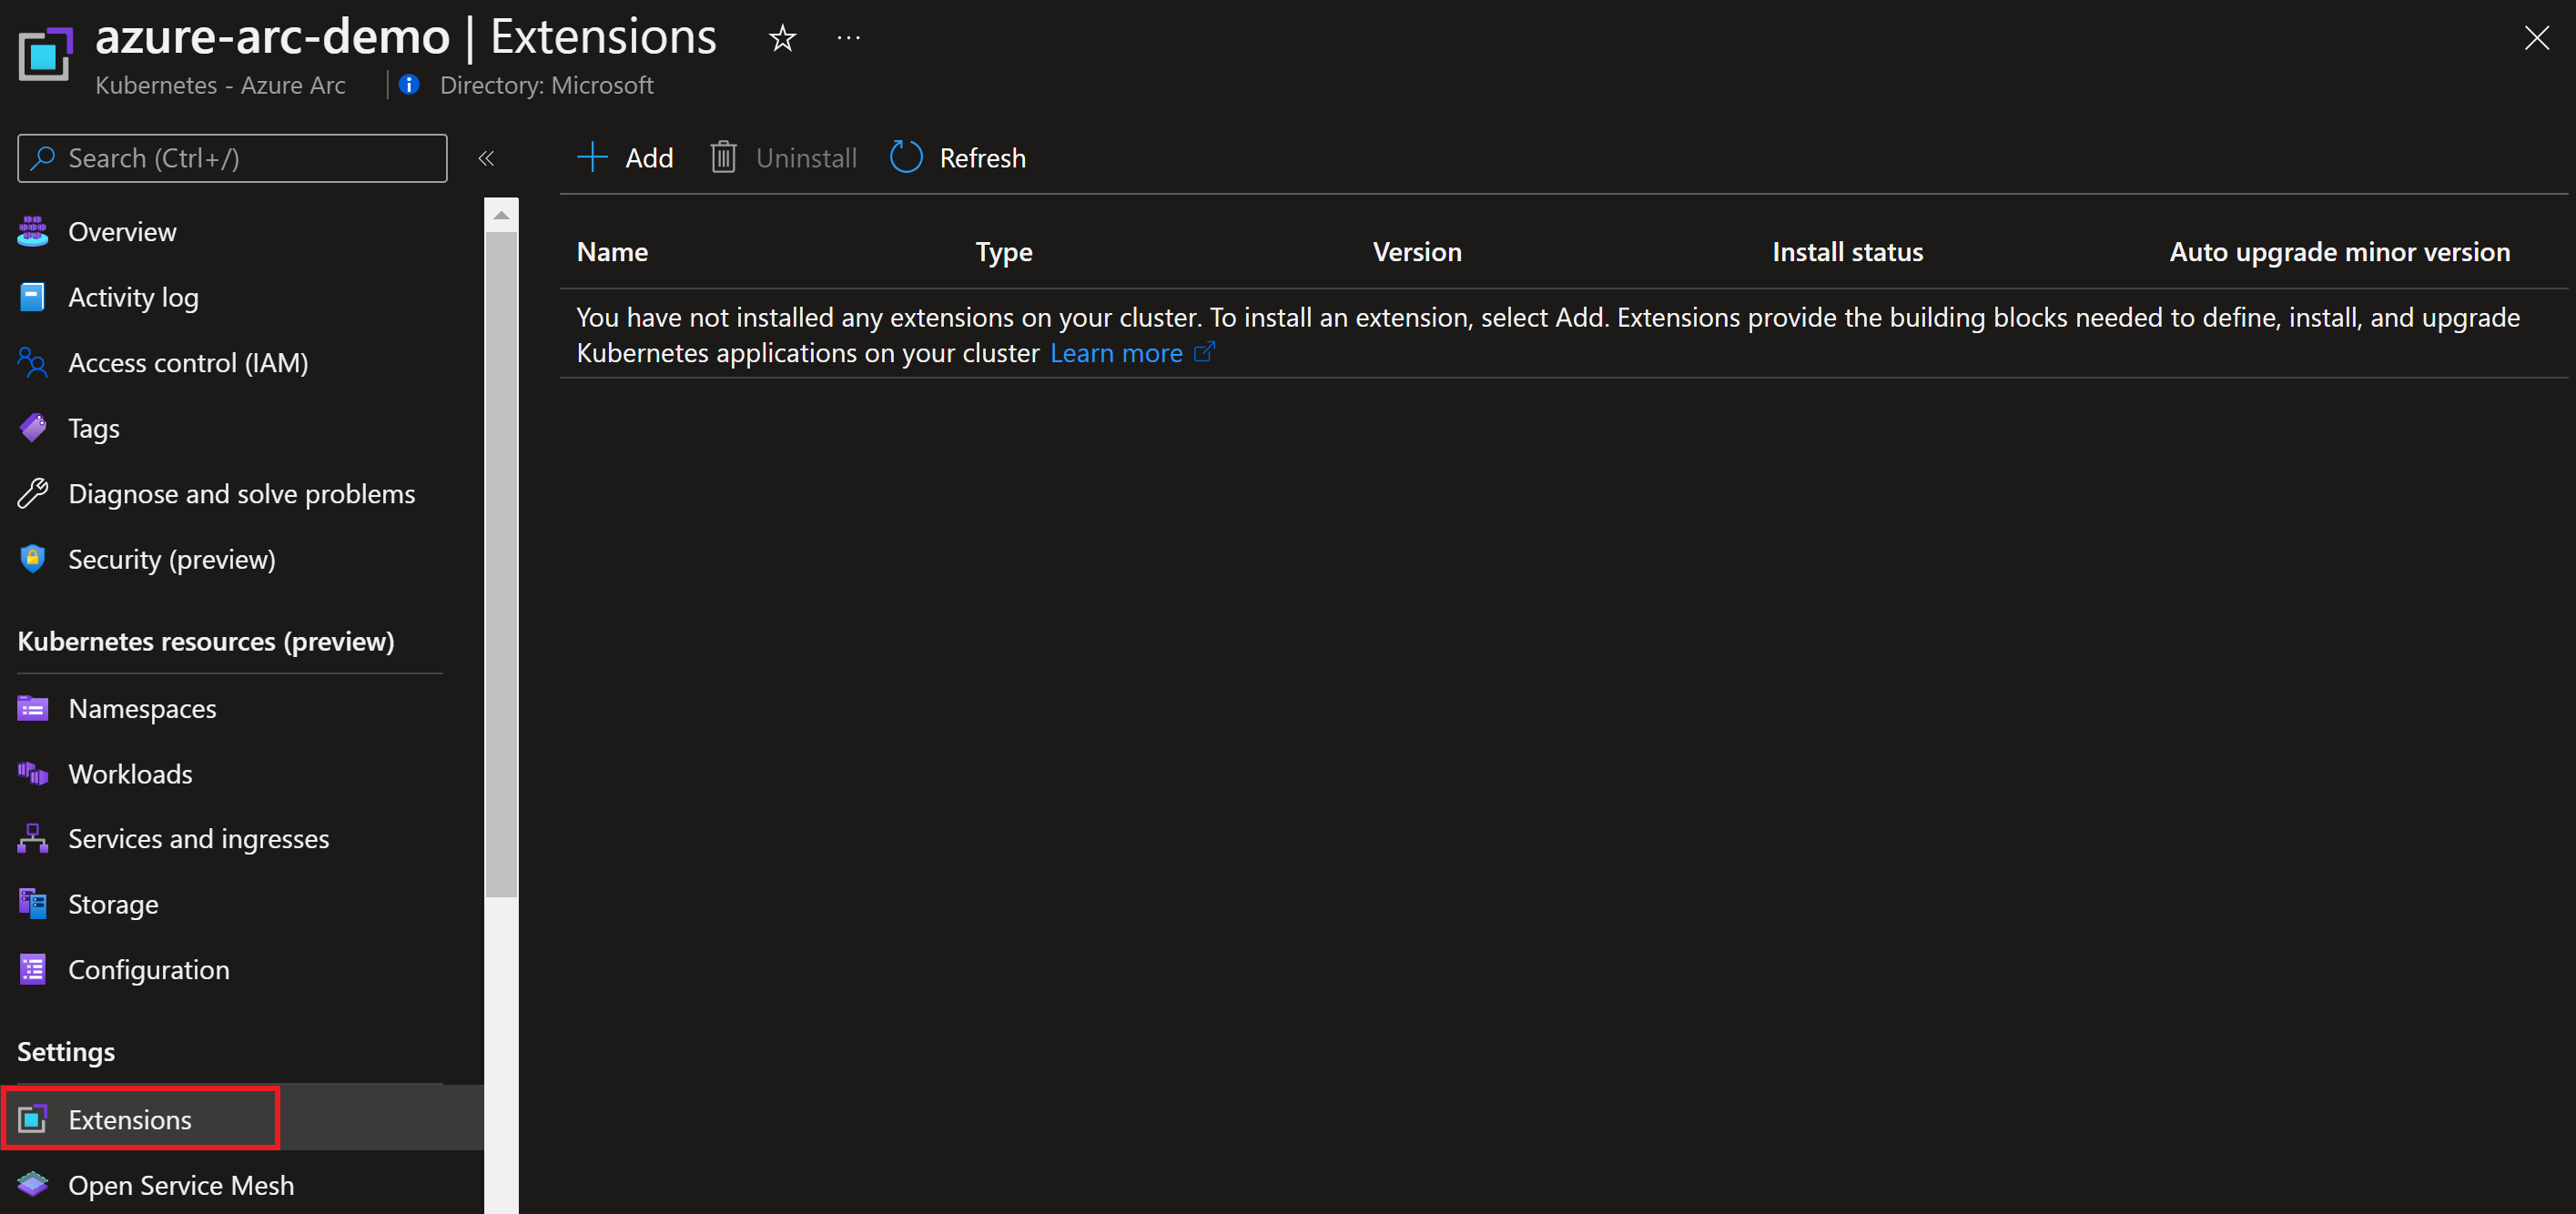 azure-arc-demo | Extensions
Kubernetes - Azure Arc
Directory: Microsoft
Search (Ctrl+/)
Overview
Activity log
Access control (IAM)
Tags
Diagnose and solve problems
Security (preview)
Kubernetes resources (preview)
Namespaces
Workloads
Services and ingresses
Storage
Configuration
Settings
Extensions
Open Service Mesh
Add Uninstall Refresh
Name Type Version Install status Auto upgrade minor version
You have not installed any extensions on your cluster. To install an extension, select Add. Extensions provide the building blocks needed to define, install, and upgrade
Kubernetes applications on your cluster Learn more